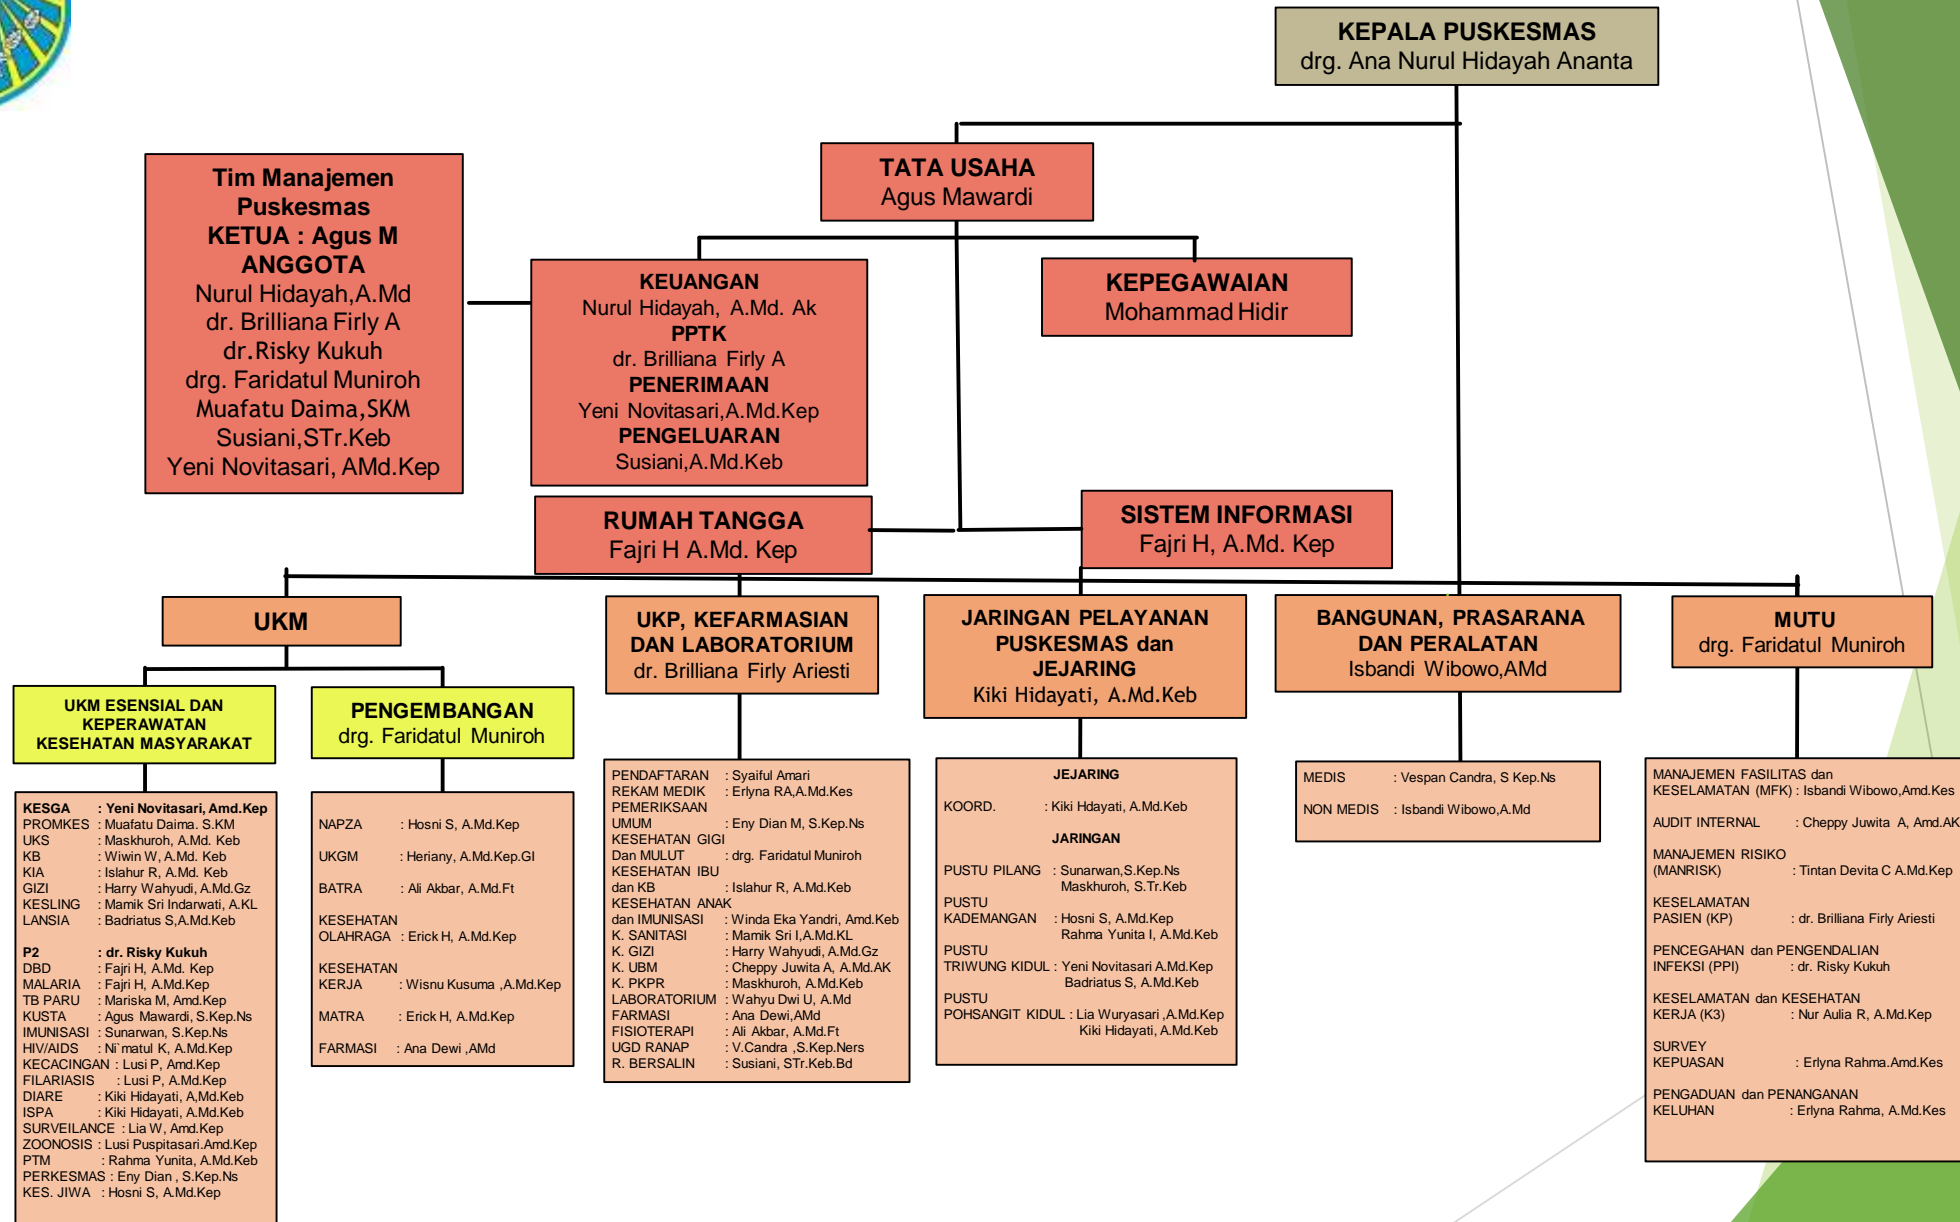 KEPALA PUSKESMAS
drg. Ana Nurul Hidayah Ananta
TATA USAHA
Agus Mawardi
Tim Manajemen
Puskesmas
KETUA : Agus M
ANGGOTA
Nurul Hidayah,A.Md
dr. Brilliana Firly A
dr.Risky Kukuh
drg. Faridatul Muniroh
Muafatu Daima,SKM
Susiani,STr.Keb
Yeni Novitasari, AMd.Kep
KEUANGAN
Nurul Hidayah, A.Md. Ak
PPTK
dr. Brilliana Firly A
PENERIMAAN
Yeni Novitasari,A.Md.Kep
PENGELUARAN
Susiani,A.Md.Keb
KEPEGAWAIAN
Mohammad Hidir
RUMAH TANGGA
Fajri H A.Md. Kep
SISTEM INFORMASI
Fajri H, A.Md. Kep
UKM
UKM ESENSIAL DAN
KEPERAWATAN
KESEHATAN MASYARAKAT
KESGA : Yeni Novitasari, Amd.Kep
PROMKES : Muafatu Daima. S.KM
UKS : Maskhuroh, A.Md. Keb
KB : Wiwin W, A.Md. Keb
KIA : Islahur R, A.Md. Keb
GIZI : Harry Wahyudi, A.Md.Gz
KESLING : Mamik Sri Indarwati, A.KL
LANSIA : Badriatus S,A.Md.Keb
P2 : dr. Risky Kukuh
DBD : Fajri H, A.Md. Kep
MALARIA : Fajri H, A.Md.Kep
TB PARU : Mariska M, Amd.Kep
KUSTA : Agus Mawardi, S.Kep.Ns
IMUNISASI : Sunarwan, S.Kep.Ns
HIV/AIDS : Ni`matul K, A.Md.Kep
KECACINGAN : Lusi P, Amd.Kep
FILARIASIS : Lusi P, A.Md.Kep
DIARE : Kiki Hidayati, A,Md.Keb
ISPA : Kiki Hidayati, A.Md.Keb
SURVEILANCE : Lia W, Amd.Kep
ZOONOSIS : Lusi Puspitasari.Amd.Kep
PTM : Rahma Yunita, A.Md.Keb
PERKESMAS : Eny Dian , S.Kep.Ns
KES. JIWA : Hosni S, A.Md.Kep
PENGEMBANGAN
drg. Faridatul Muniroh
NAPZA : Hosni S, A.Md.Kep
UKGM : Heriany, A.Md.Kep.GI
BATRA : Ali Akbar, A.Md.Ft
KESEHATAN
OLAHRAGA : Erick H, A.Md.Kep
KESEHATAN
KERJA : Wisnu Kusuma ,A.Md.Kep
MATRA : Erick H, A.Md.Kep
FARMASI : Ana Dewi ,AMd
UKP, KEFARMASIAN
DAN LABORATORIUM
dr. Brilliana Firly Ariesti
PENDAFTARAN : Syaiful Amari
REKAM MEDIK : Erlyna RA,A.Md.Kes
PEMERIKSAAN
UMUM : Eny Dian M, S.Kep.Ns
KESEHATAN GIGI
Dan MULUT : drg. Faridatul Muniroh
KESEHATAN IBU
dan KB : Islahur R, A.Md.Keb
KESEHATAN ANAK
dan IMUNISASI : Winda Eka Yandri, Amd.Keb
K. SANITASI : Mamik Sri I,A.Md.KL
K. GIZI : Harry Wahyudi, A.Md.Gz
K. UBM : Cheppy Juwita A, A.Md.AK
K. PKPR : Maskhuroh, A.Md.Keb
LABORATORIUM : Wahyu Dwi U, A.Md
FARMASI : Ana Dewi,AMd
FISIOTERAPI : Ali Akbar, A.Md.Ft
UGD RANAP : V.Candra ,S.Kep.Ners
R. BERSALIN : Susiani, STr.Keb.Bd
JARINGAN PELAYANAN
PUSKESMAS dan
JEJARING
Kiki Hidayati, A.Md.Keb
JEJARING
KOORD. : Kiki Hdayati, A.Md.Keb
JARINGAN
PUSTU PILANG : Sunarwan,S.Kep.Ns
Maskhuroh, S.Tr.Keb
PUSTU
KADEMANGAN : Hosni S, A.Md.Kep
Rahma Yunita I, A.Md.Keb
PUSTU
TRIWUNG KIDUL : Yeni Novitasari A.Md.Kep
Badriatus S, A.Md.Keb
PUSTU
POHSANGIT KIDUL : Lia Wuryasari ,A.Md.Kep
Kiki Hidayati, A.Md.Keb
BANGUNAN, PRASARANA
DAN PERALATAN
Isbandi Wibowo,AMd
MEDIS : Vespan Candra, S Kep.Ns
NON MEDIS : Isbandi Wibowo,A.Md
MUTU
drg. Faridatul Muniroh
MANAJEMEN FASILITAS dan
KESELAMATAN (MFK) : Isbandi Wibowo,Amd.Kes
AUDIT INTERNAL : Cheppy Juwita A, Amd.AK
MANAJEMEN RISIKO
(MANRISK) : Tintan Devita C A.Md.Kep
KESELAMATAN
PASIEN (KP) : dr. Brilliana Firly Ariesti
PENCEGAHAN dan PENGENDALIAN
INFEKSI (PPI) : dr. Risky Kukuh
KESELAMATAN dan KESEHATAN
KERJA (K3) : Nur Aulia R, A.Md.Kep
SURVEY
KEPUASAN : Erlyna Rahma.Amd.Kes
PENGADUAN dan PENANGANAN
KELUHAN : Erlyna Rahma, A.Md.Kes